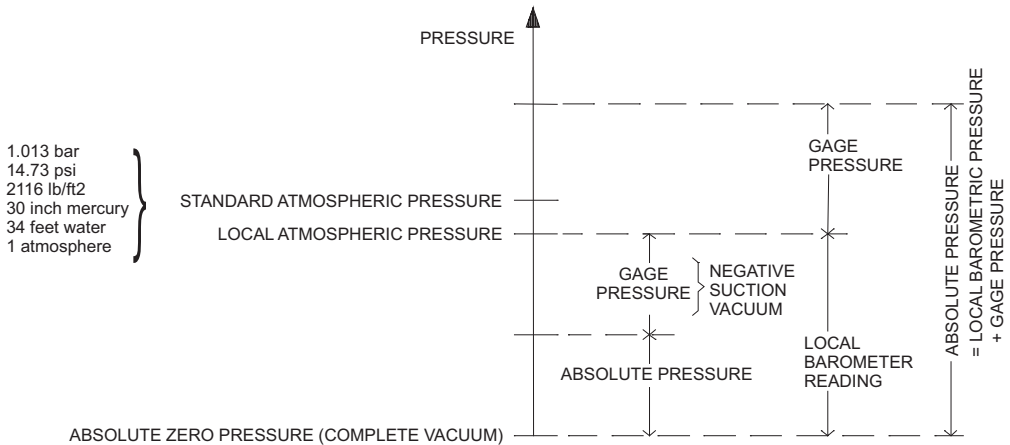 PRESSURE
1.013 bar
14.73 psi
2116 lb/ft2
30 inch mercury
34 feet water
1 atmosphere
STANDARD ATMOSPHERIC PRESSURE
LOCAL ATMOSPHERIC PRESSURE
GAGE
PRESSURE
NEGATIVE
SUCTION
VACUUM
ABSOLUTE PRESSURE
GAGE
PRESSURE
LOCAL
BAROMETER
READING
ABSOLUTE PRESSURE
= LOCAL BAROMETRIC PRESSURE
+ GAGE PRESSURE
ABSOLUTE ZERO PRESSURE (COMPLETE VACUUM)